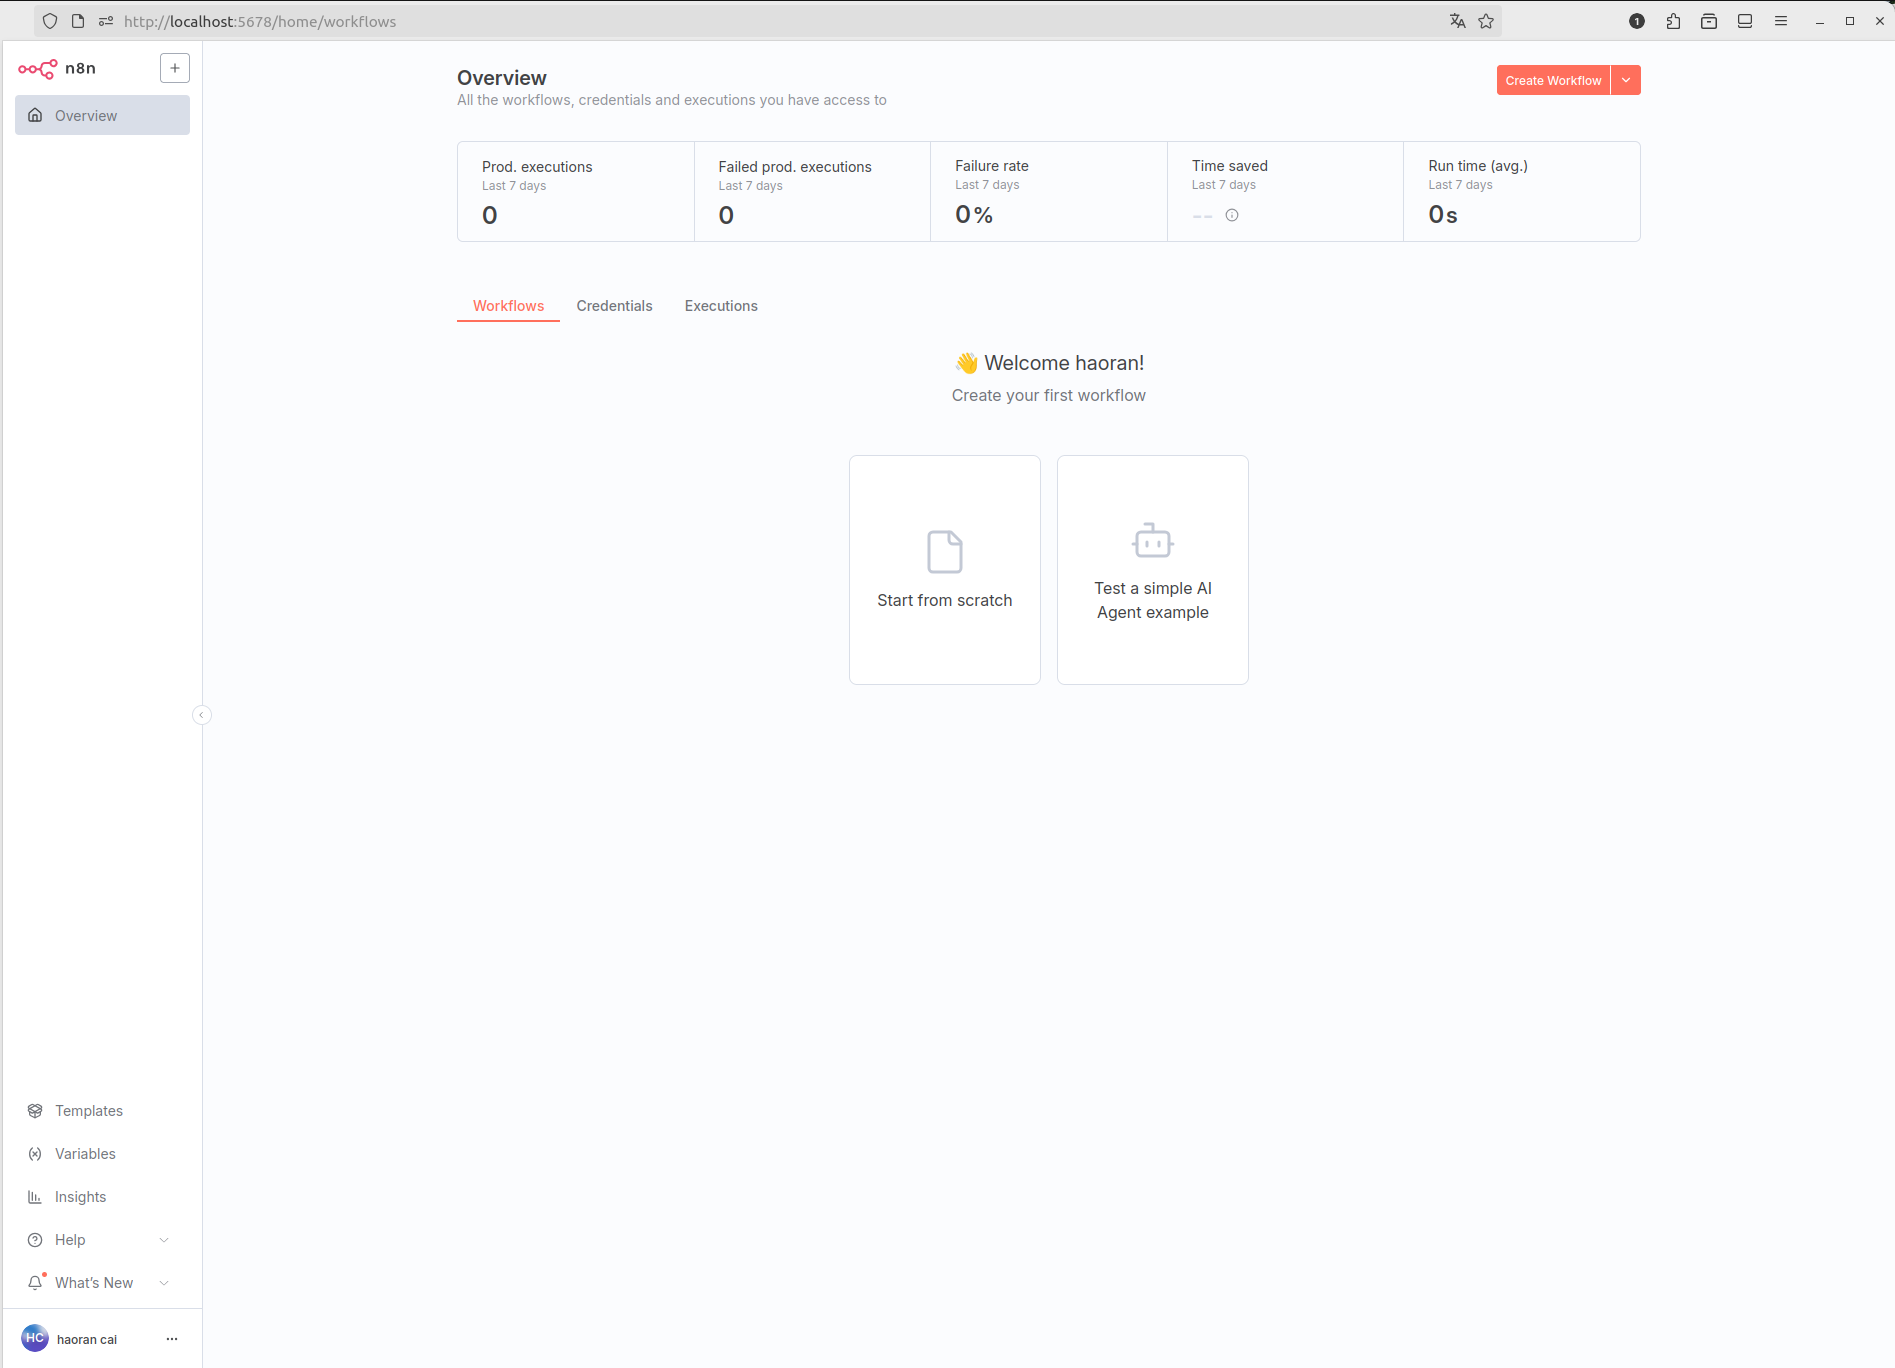 http://localhost:5678/home/workflows
1
n8n
Overview
Templates
Variables
Insights
Help
What's New
HC haoran cai
Overview
All the workflows, credentials and executions you have access to
Create Workflow
Prod. executions
Last 7 days
0
Failed prod. executions
Last 7 days
0
Failure rate
Last 7 days
0%
Time saved
Last 7 days
--
Run time (avg.)
Last 7 days
0s
Workflows Credentials Executions
👋 Welcome haoran!
Create your first workflow
Start from scratch
Test a simple AI
Agent example